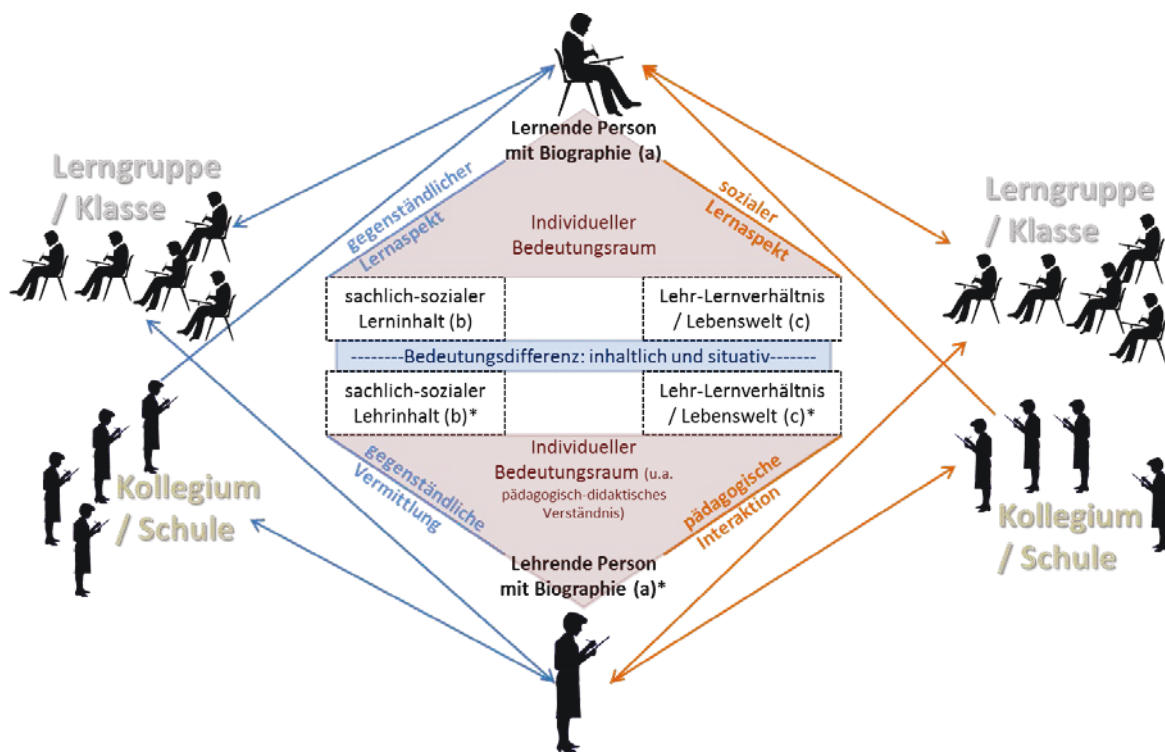 Lernende Person
mit Biographie (a)
Lerngruppe
/ Klasse
gegenständlicher
Lernaspekt
sozialer
Lernaspekt
Lerngruppe
/ Klasse
Individueller
Bedeutungsraum
sachlich-sozialer
Lerninhalt (b)
Lehr-Lernverhältnis
/ Lebenswelt (c)
--------Bedeutungsdifferenz: inhaltlich und situativ-------
sachlich-sozialer
Lehrinhalt (b)*
Lehr-Lernverhältnis
/ Lebenswelt (c)*
Kollegium
/ Schule
gegenständliche
Vermittlung
Individueller
Bedeutungsraum (u.a.
pädagogisch-didaktisches
Verständnis)
pädagogische
Interaktion
Kollegium
/ Schule
Lehrende Person
mit Biographie (a)*